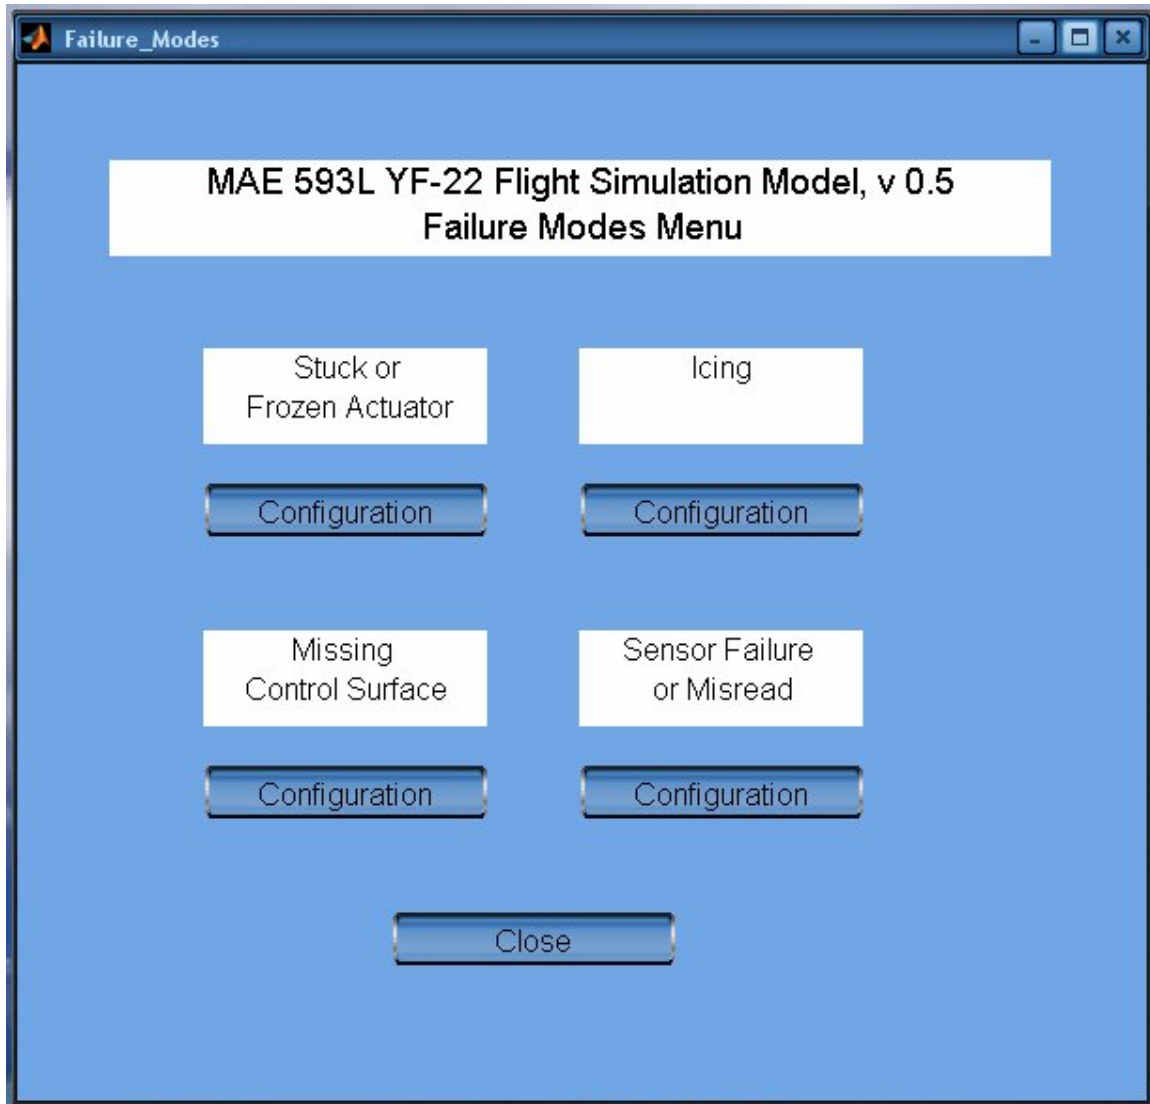 Failure_Modes
MAE 593L YF-22 Flight Simulation Model, v 0.5
Failure Modes Menu
Stuck or
Frozen Actuator
Icing
Configuration
Configuration
Missing
Control Surface
Sensor Failure
or Misread
Configuration
Configuration
Close